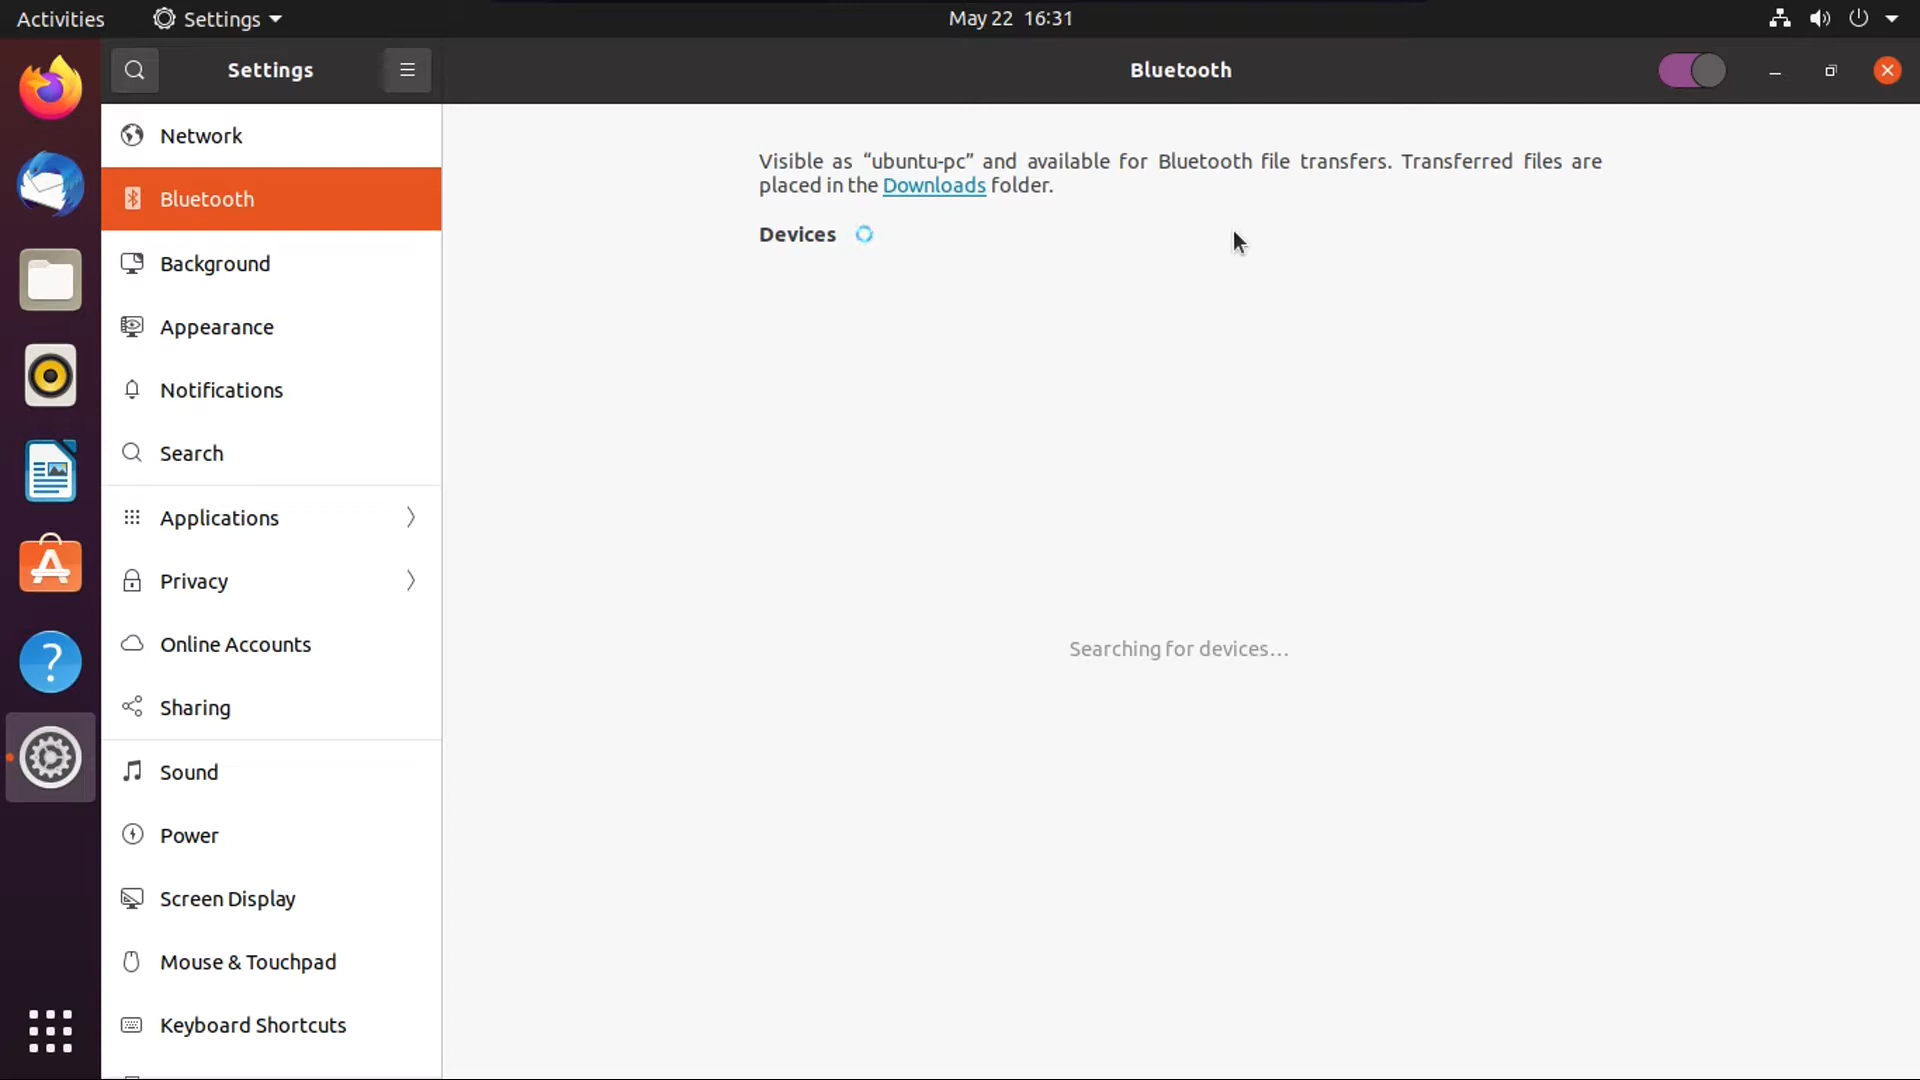 Activities
Settings
May 22 16:31
Settings
Bluetooth
Network
Bluetooth
Background
Appearance
Notifications
Search
Applications
Privacy
Online Accounts
Sharing
Sound
Power
Screen Display
Mouse & Touchpad
Keyboard Shortcuts
Visible as “ubuntu-pc” and available for Bluetooth file transfers. Transferred files are
placed in the Downloads folder.
Devices
Searching for devices…